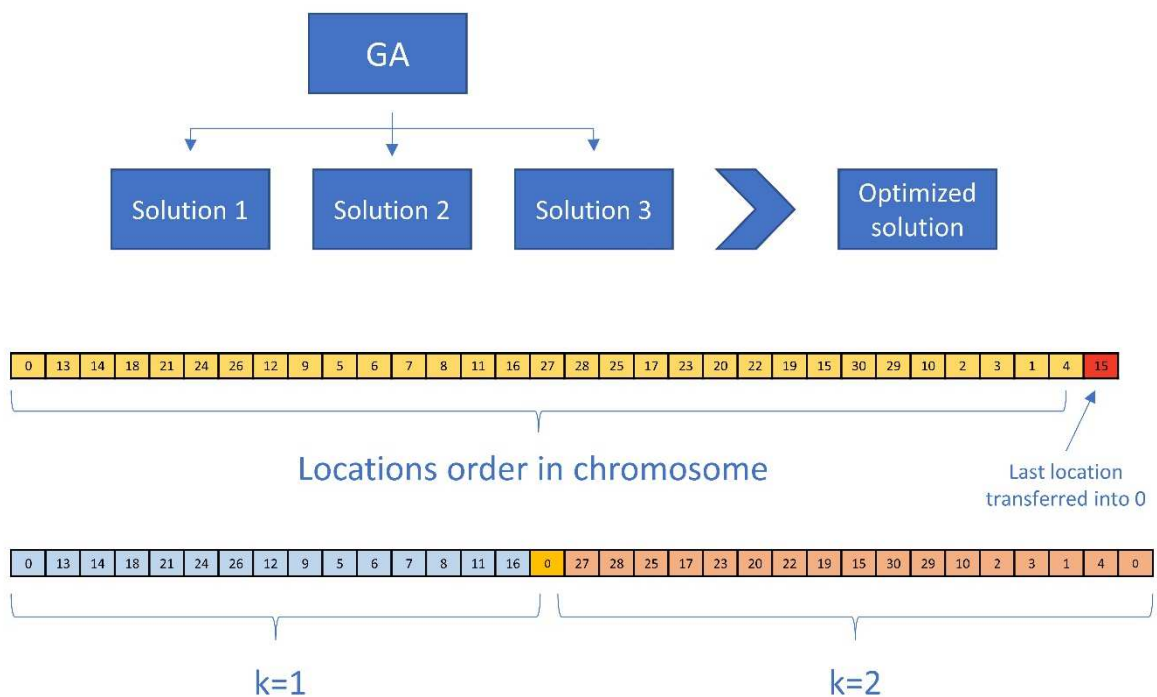 GA
Solution 1 Solution 2 Solution 3 Optimized
solution
0 13 14 18 21 24 26 12 9 5 6 7 8 11 16 27 28 25 17 23 20 22 19 15 30 29 10 2 3 1 4 15
Locations order in chromosome
Last location
transferred into 0
0 13 14 18 21 24 26 12 9 5 6 7 8 11 16 0 27 28 25 17 23 20 22 19 15 30 29 10 2 3 1 4 0
k=1 k=2